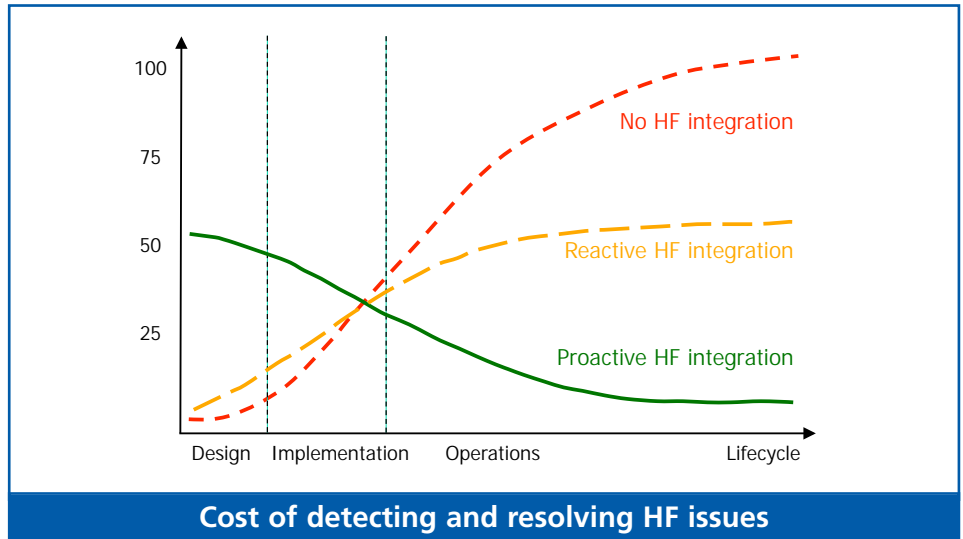 100
No HF integration
75
50
Reactive HF integration
25
Proactive HF integration
Design Implementation Operations Lifecycle
Cost of detecting and resolving HF issues